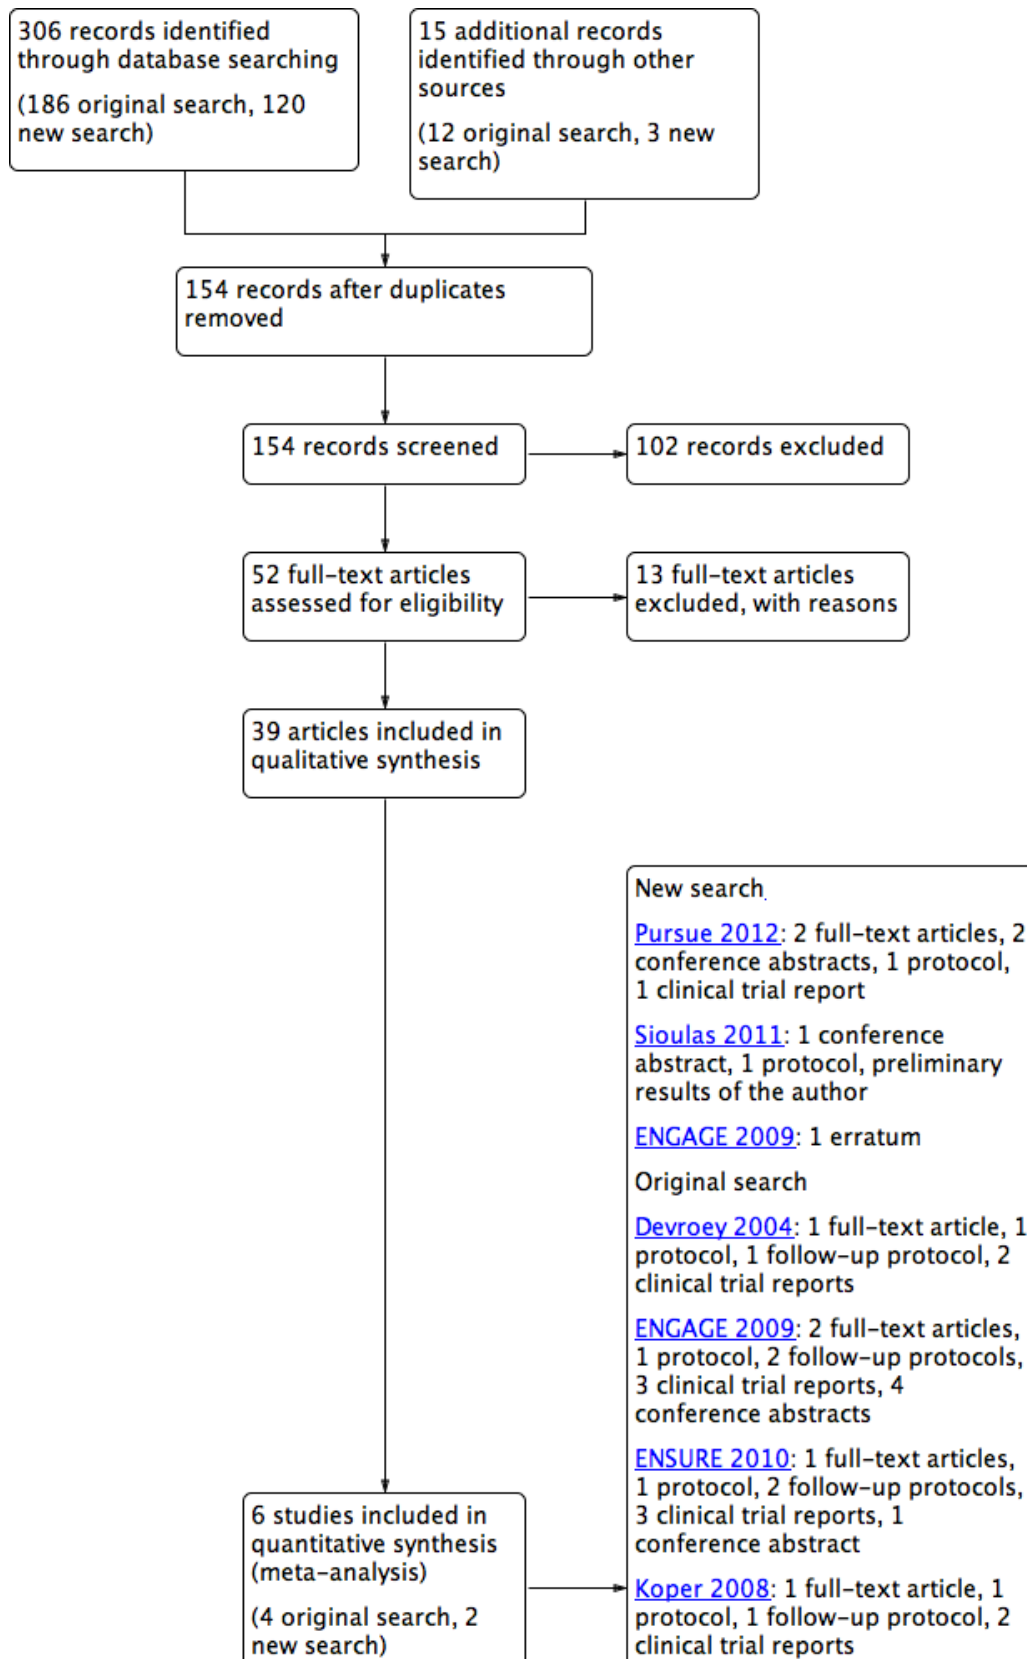 306 records identified
through database searching
(186 original search, 120
new search)
15 additional records
identified through other
sources
(12 original search, 3 new
search)
154 records after duplicates
removed
154 records screened
102 records excluded
52 full-text articles
assessed for eligibility
13 full-text articles
excluded, with reasons
39 articles included in
qualitative synthesis
6 studies included in
quantitative synthesis
(meta-analysis)
(4 original search, 2
new search)
New search
Pursue 2012: 2 full-text articles, 2
conference abstracts, 1 protocol,
1 clinical trial report
Sioulas 2011: 1 conference
abstract, 1 protocol, preliminary
results of the author
ENGAGE 2009: 1 erratum
Original search
Devroey 2004: 1 full-text article, 1
protocol, 1 follow-up protocol, 2
clinical trial reports
ENGAGE 2009: 2 full-text articles,
1 protocol, 2 follow-up protocols,
3 clinical trial reports, 4
conference abstracts
ENSURE 2010: 1 full-text articles,
1 protocol, 2 follow-up protocols,
3 clinical trial reports, 1
conference abstract
Koper 2008: 1 full-text article, 1
protocol, 1 follow-up protocol, 2
clinical trial reports